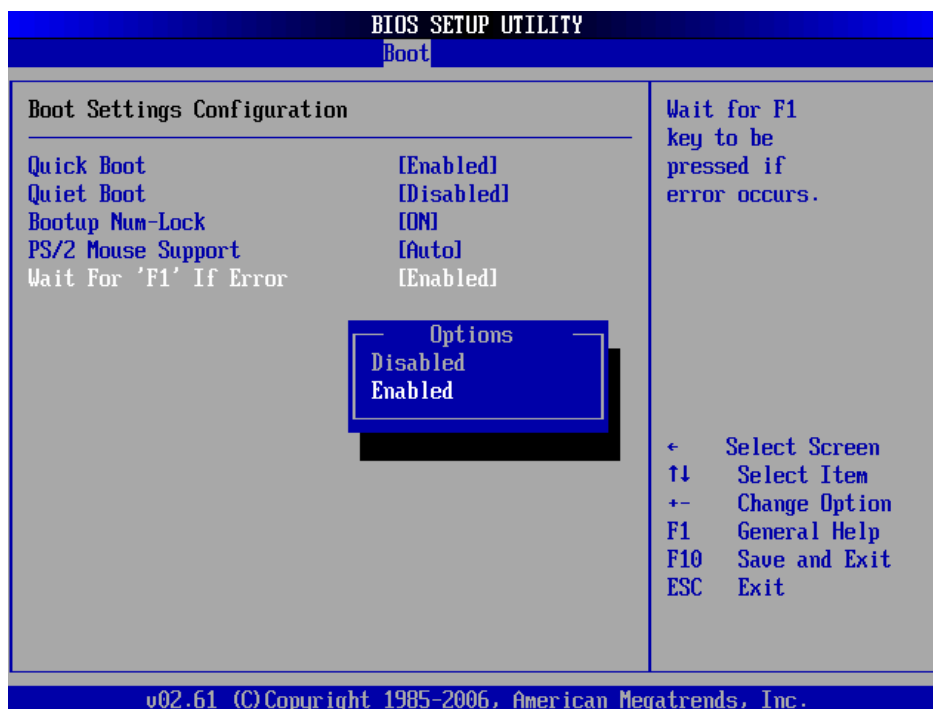 BIOS SETUP UTILITY
Boot
Boot Settings Configuration
Quick Boot [Enabled]
Quiet Boot [Disabled]
Bootup Num-Lock [ON]
PS/2 Mouse Support [Auto]
Wait For 'F1' If Error [Enabled]
Options
Disabled
Enabled
Wait for F1
key to be
pressed if
error occurs.
← Select Screen
↑↓ Select Item
+- Change Option
F1 General Help
F10 Save and Exit
ESC Exit
v02.61 (C)Copyright 1985-2006, American Megatrends, Inc.